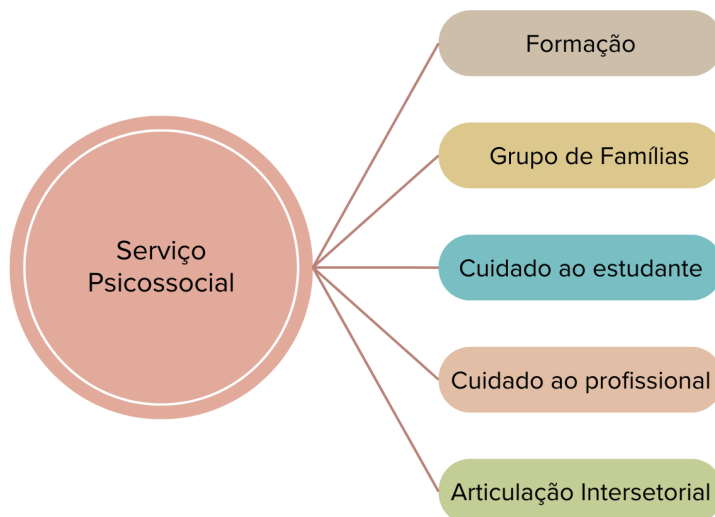 Serviço
Psicossocial
Formação
Grupo de Famílias
Cuidado ao estudante
Cuidado ao profissional
Articulação Intersetorial